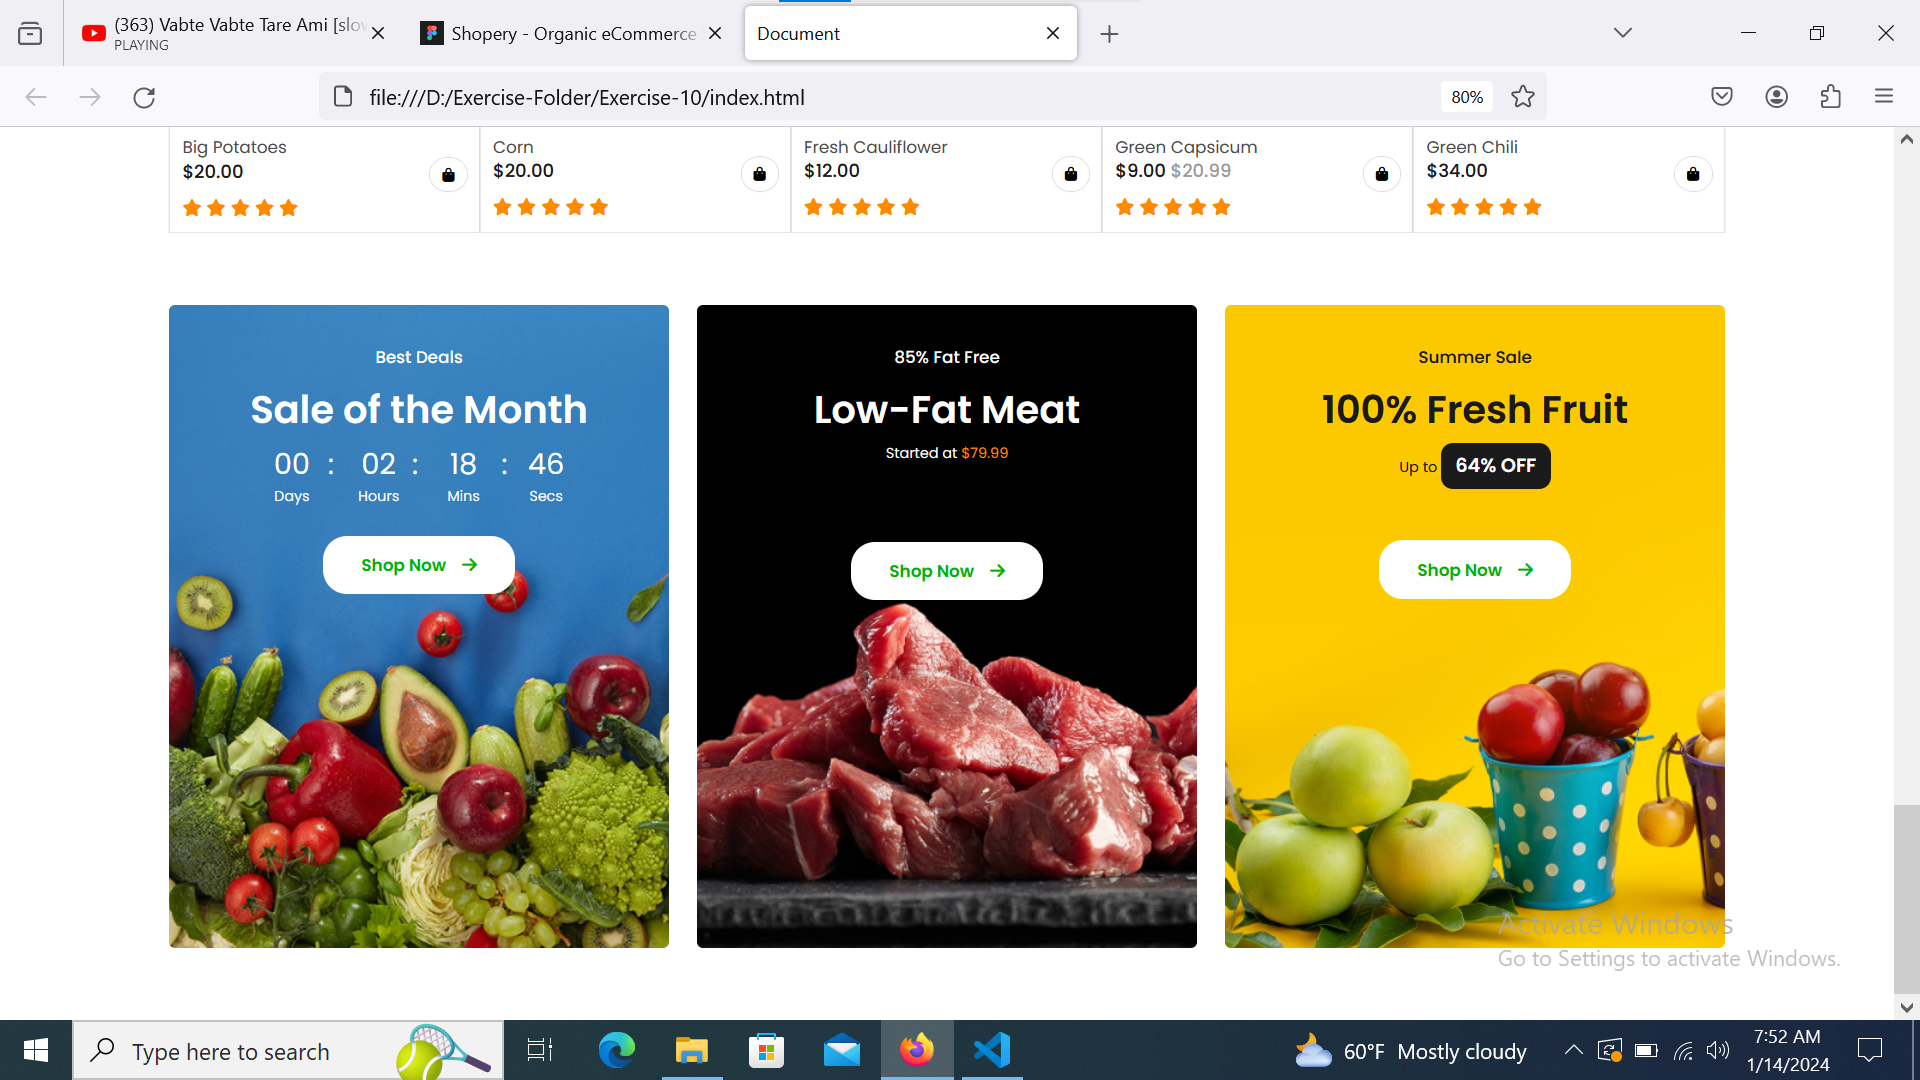 (363) Vabte Vabte Tare Ami [slo
PLAYING
Shopery - Organic eCommerce
Document
file:///D:/Exercise-Folder/Exercise-10/index.html
80%
Big Potatoes
$20.00
Corn
$20.00
Fresh Cauliflower
$12.00
Green Capsicum
$9.00 $20.99
Green Chili
$34.00
Best Deals
Sale of the Month
00 : 02 : 18 : 46
Days Hours Mins Secs
Shop Now
85% Fat Free
Low-Fat Meat
Started at $79.99
Shop Now
Summer Sale
100% Fresh Fruit
Up to 64% OFF
Shop Now
Activate Windows
Go to Settings to activate Windows.
Type here to search
60°F Mostly cloudy
7:52 AM
1/14/2024